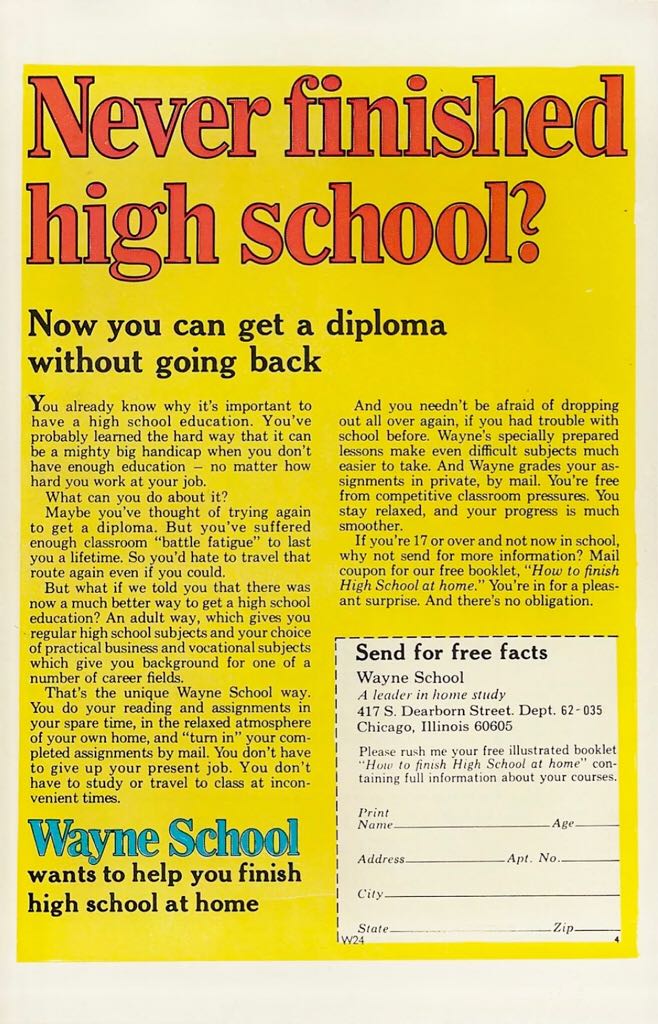 Never finished
high school?
Now you can get a diploma
without going back
You already know why it's important to
have a high school education. You've
probably learned the hard way that it can
be a mighty big handicap when you don't
have enough education – no matter how
hard you work at your job.
What can you do about it?
Maybe you've thought of trying again
to get a diploma. But you've suffered
enough classroom "battle fatigue" to last
you a lifetime. So you'd hate to travel that
route again even if you could.
But what if we told you that there was
now a much better way to get a high school
education? An adult way, which gives you
regular high school subjects and your choice
of practical business and vocational subjects
which give you background for one of a
number of career fields.
That's the unique Wayne School way.
You do your reading and assignments in
your spare time, in the relaxed atmosphere
of your own home, and "turn in" your com-
pleted assignments by mail. You don't have
to give up your present job. You don't
have to study or travel to class at incon-
venient times.
Wayne School
wants to help you finish
high school at home
And you needn't be afraid of dropping
out all over again, if you had trouble with
school before. Wayne's specially prepared
lessons make even difficult subjects much
easier to take. And Wayne grades your as-
signments in private, by mail. You're free
from competitive classroom pressures. You
stay relaxed, and your progress is much
smoother.
If you're 17 or over and not now in school,
why not send for more information? Mail
coupon for our free booklet, "How to finish
High School at home." You're in for a pleas-
ant surprise. And there's no obligation.
Send for free facts
Wayne School
A leader in home study
417 S. Dearborn Street. Dept. 62-035
Chicago, Illinois 60605
Please rush me your free illustrated booklet
"How to finish High School at home" con-
taining full information about your courses.
Print
Name Age
Address Apt. No.
City
State Zip
W24 4